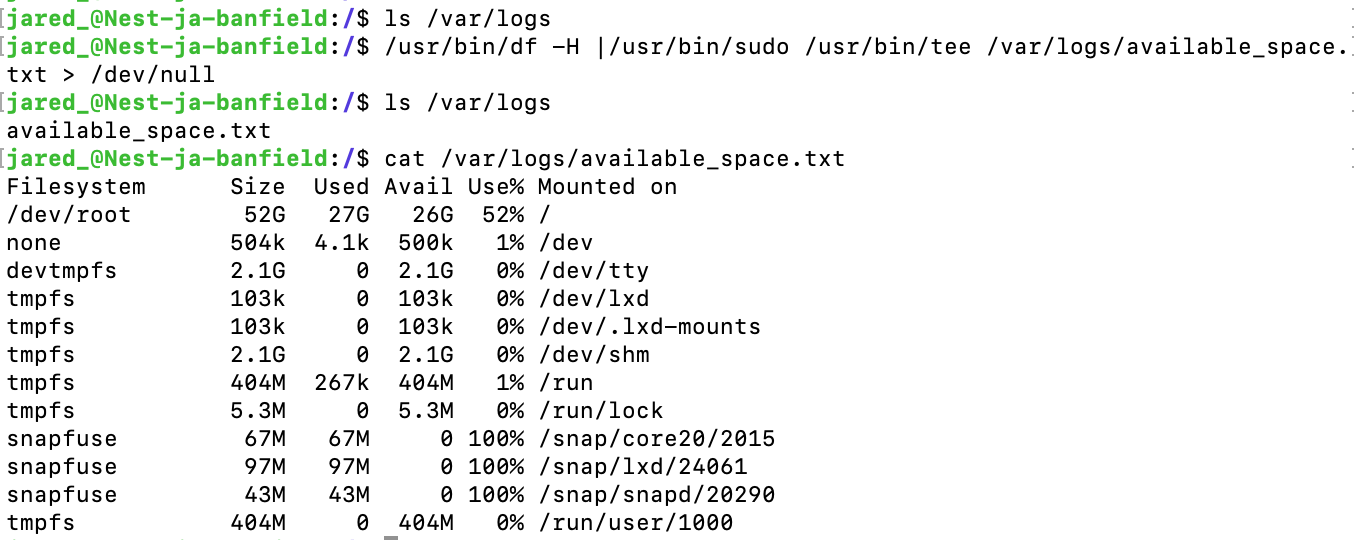 [jared_@Nest-ja-banfield:/$ ls /var/logs
[jared_@Nest-ja-banfield:/$ /usr/bin/df -H |/usr/bin/sudo /usr/bin/tee /var/logs/available_space.
txt > /dev/null
[jared_@Nest-ja-banfield:/$ ls /var/logs
available_space.txt
[jared_@Nest-ja-banfield:/$ cat /var/logs/available_space.txt
Filesystem      Size  Used Avail Use% Mounted on
/dev/root        52G   27G   26G  52% /
none            504k  4.1k  500k   1% /dev
devtmpfs        2.1G     0  2.1G   0% /dev/tty
tmpfs           103k     0  103k   0% /dev/lxd
tmpfs           103k     0  103k   0% /dev/.lxd-mounts
tmpfs           2.1G     0  2.1G   0% /dev/shm
tmpfs           404M  267k  404M   1% /run
tmpfs           5.3M     0  5.3M   0% /run/lock
snapfuse         67M   67M     0 100% /snap/core20/2015
snapfuse         97M   97M     0 100% /snap/lxd/24061
snapfuse         43M   43M     0 100% /snap/snapd/20290
tmpfs           404M     0  404M   0% /run/user/1000